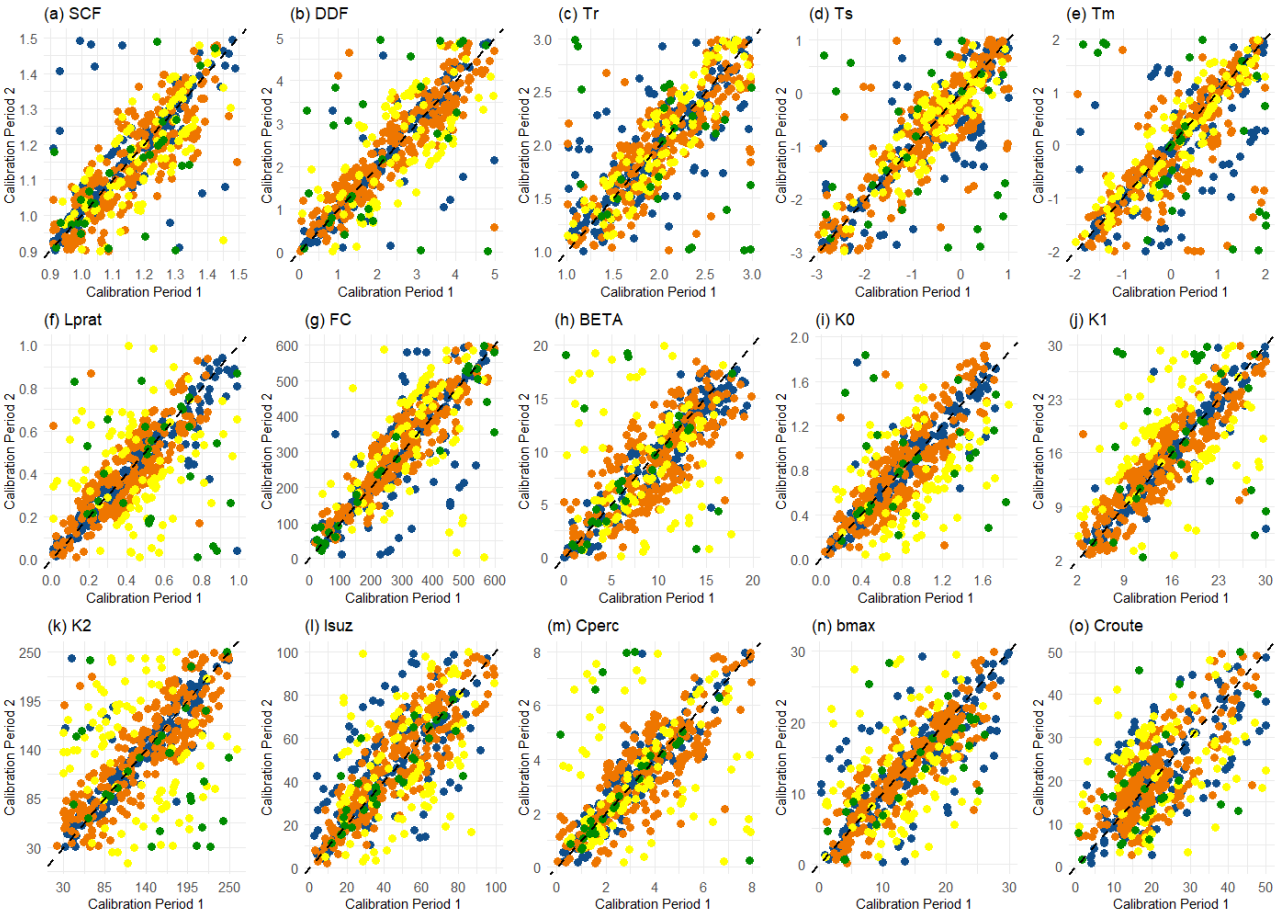 (a) SCF
(b) DDF
(c) Tr
(d) Ts
(e) Tm
Calibration Period 2
1.5
1.4
1.3
1.2
1.1
1.0
0.9
0.9 1.0 1.1 1.2 1.3 1.4 1.5
Calibration Period 1
Calibration Period 2
5
4
3
2
1
0
0 1 2 3 4 5
Calibration Period 1
Calibration Period 2
3.0
2.5
2.0
1.5
1.0
1.0 1.5 2.0 2.5 3.0
Calibration Period 1
Calibration Period 2
1
0
-1
-2
-3
-3 -2 -1 0 1
Calibration Period 1
Calibration Period 2
2
1
0
-1
-2
-2 -1 0 1 2
Calibration Period 1
(f) Lprat
(g) FC
(h) BETA
(i) K0
(j) K1
Calibration Period 2
1.0
0.8
0.6
0.4
0.2
0.0
0.0 0.2 0.4 0.6 0.8 1.0
Calibration Period 1
Calibration Period 2
600
500
400
300
200
100
0
0 100 200 300 400 500 600
Calibration Period 1
Calibration Period 2
20
15
10
5
0
0 5 10 15 20
Calibration Period 1
Calibration Period 2
2.0
1.6
1.2
0.8
0.4
0.0
0.0 0.4 0.8 1.2 1.6
Calibration Period 1
Calibration Period 2
30
23
16
9
2
2 9 16 23 30
Calibration Period 1
(k) K2
(l) lsuz
(m) Cperc
(n) bmax
(o) Croute
Calibration Period 2
250
195
140
85
30
30 85 140 195 250
Calibration Period 1
Calibration Period 2
100
80
60
40
20
0
0 20 40 60 80 100
Calibration Period 1
Calibration Period 2
8
6
4
2
0
0 2 4 6 8
Calibration Period 1
Calibration Period 2
30
20
10
0
0 10 20 30
Calibration Period 1
Calibration Period 2
50
40
30
20
10
0
0 10 20 30 40 50
Calibration Period 1